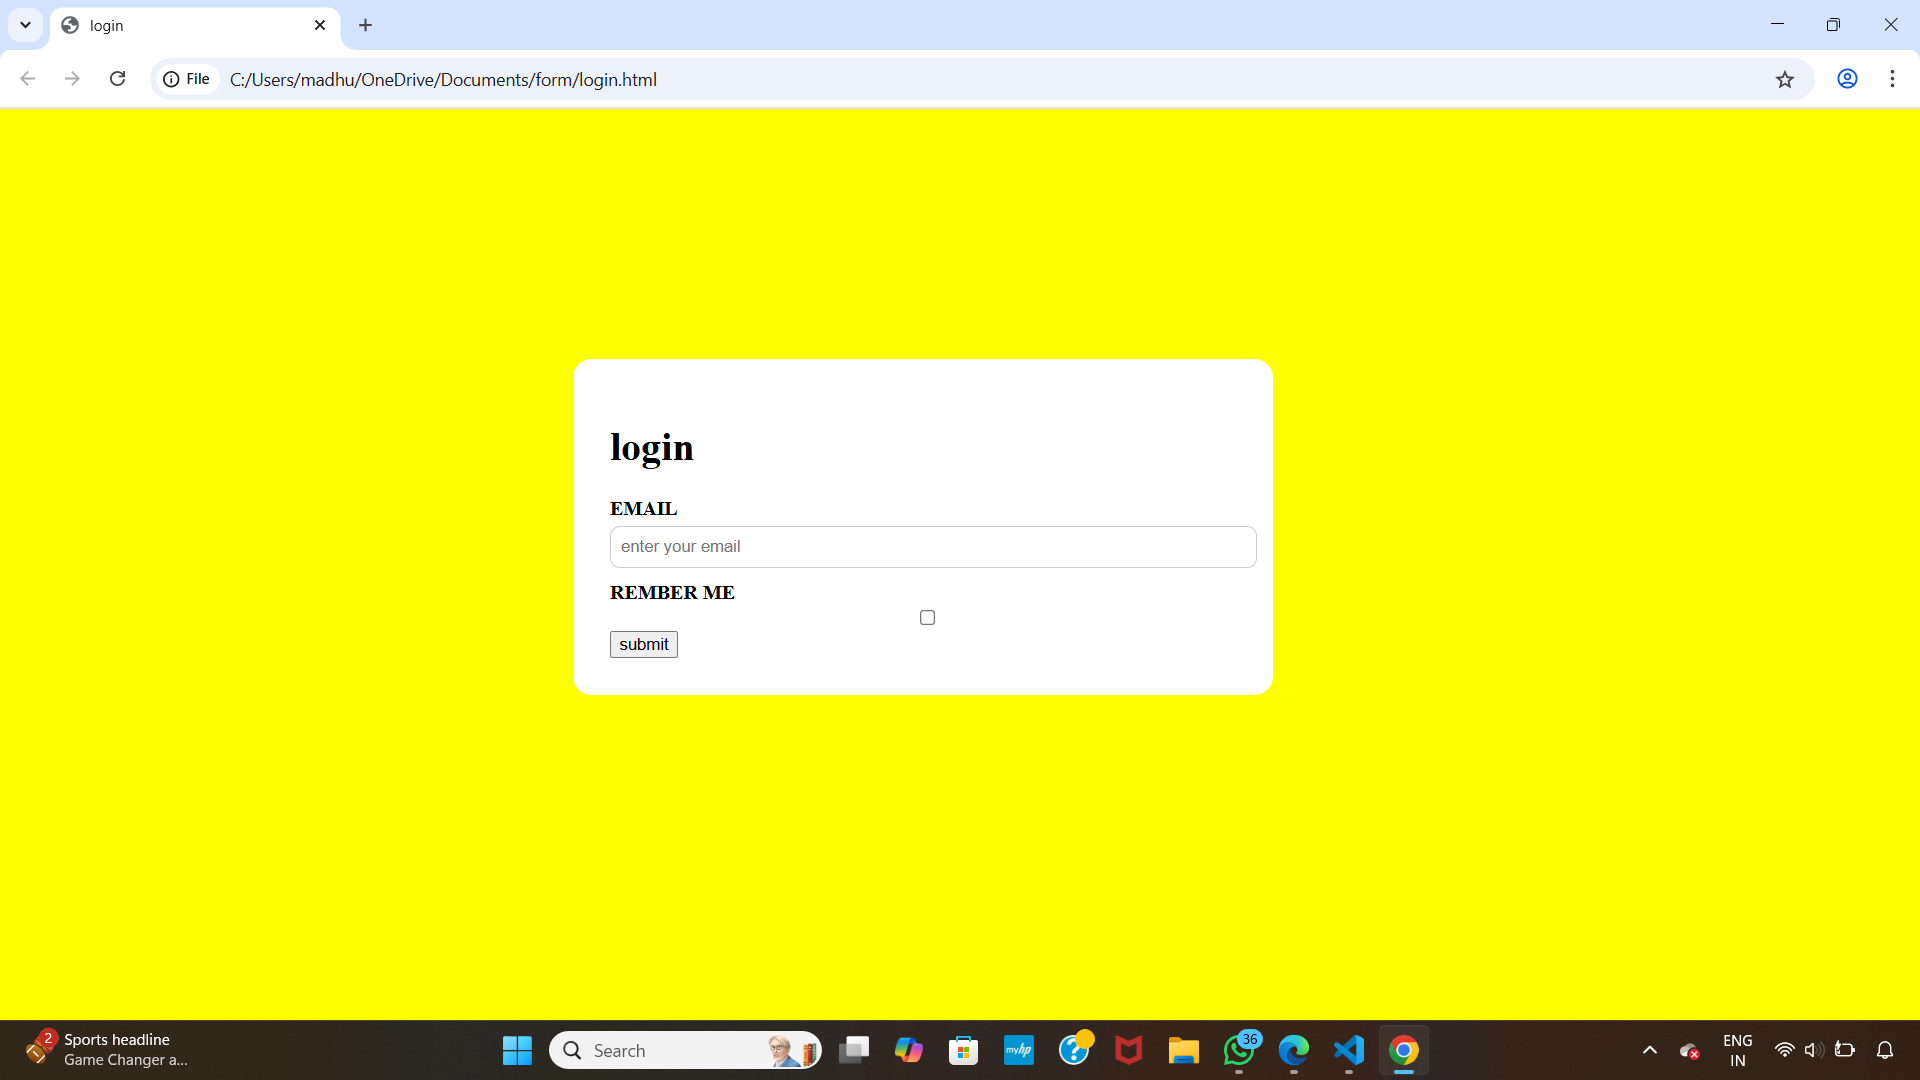 login
File
C:/Users/madhu/OneDrive/Documents/form/login.html
login
EMAIL
enter your email
REMBER ME
submit
2
Sports headline
Game Changer a...
Search
myhp
36
ENG
IN